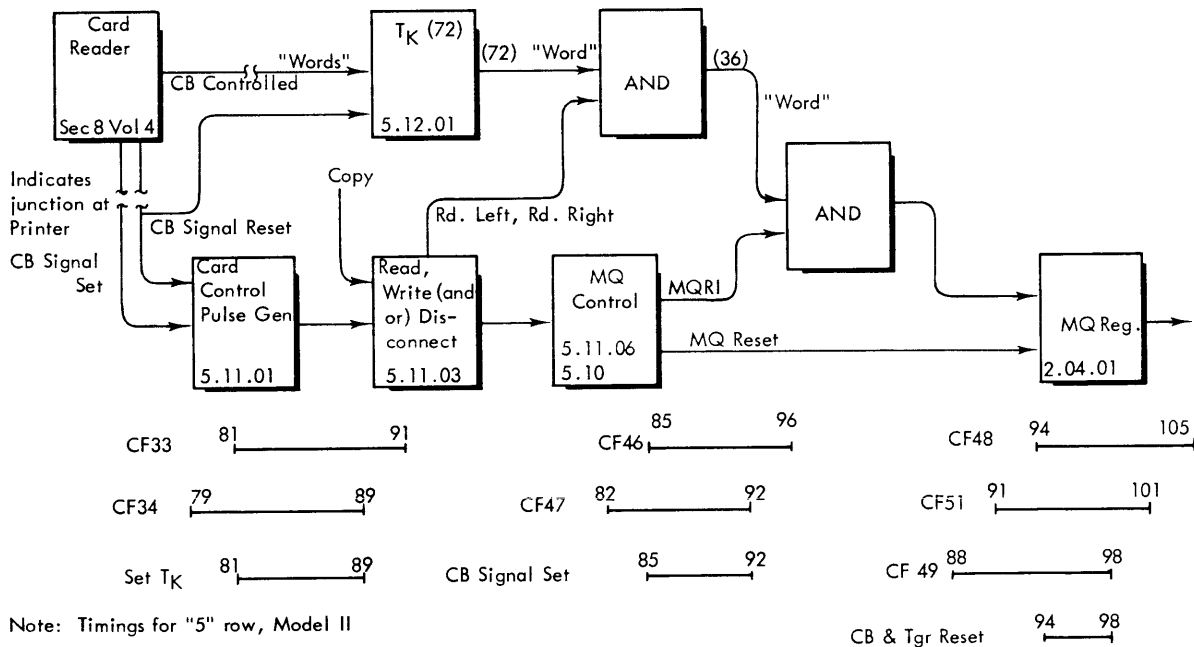 Card
Reader
Sec 8 Vol 4
"Words"
CB Controlled
T_K (72)
5.12.01
(72) "Word"
AND
(36)
"Word"
Indicates
junction at
Printer
CB Signal Reset
CB Signal
Set
Copy
Rd. Left, Rd. Right
AND
Card
Control
Pulse Gen
5.11.01
Read,
Write (and
or) Dis-
connect
5.11.03
MQ
Control
5.11.06
5.10
MQRI
MQ Reset
MQ Reg.
2.04.01
CF33 81 91
CF46 85 96
CF48 94 105
CF34 79 89
CF47 82 92
CF51 91 101
Set T_K 81 89
CB Signal Set 85 92
CF 49 88 98
Note: Timings for "5" row, Model II
CB & Tgr Reset 94 98